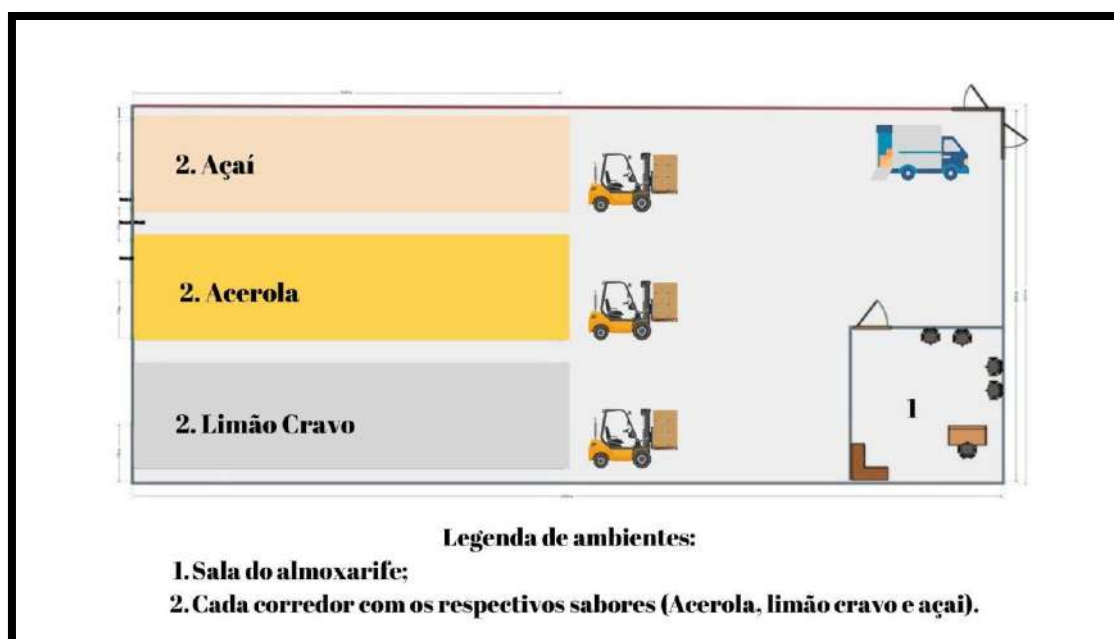 2. Açaí
2. Acerola
2. Limão Cravo
1
Legenda de ambientes:
1. Sala do almoxarife;
2. Cada corredor com os respectivos sabores (Acerola, limão cravo e açai).